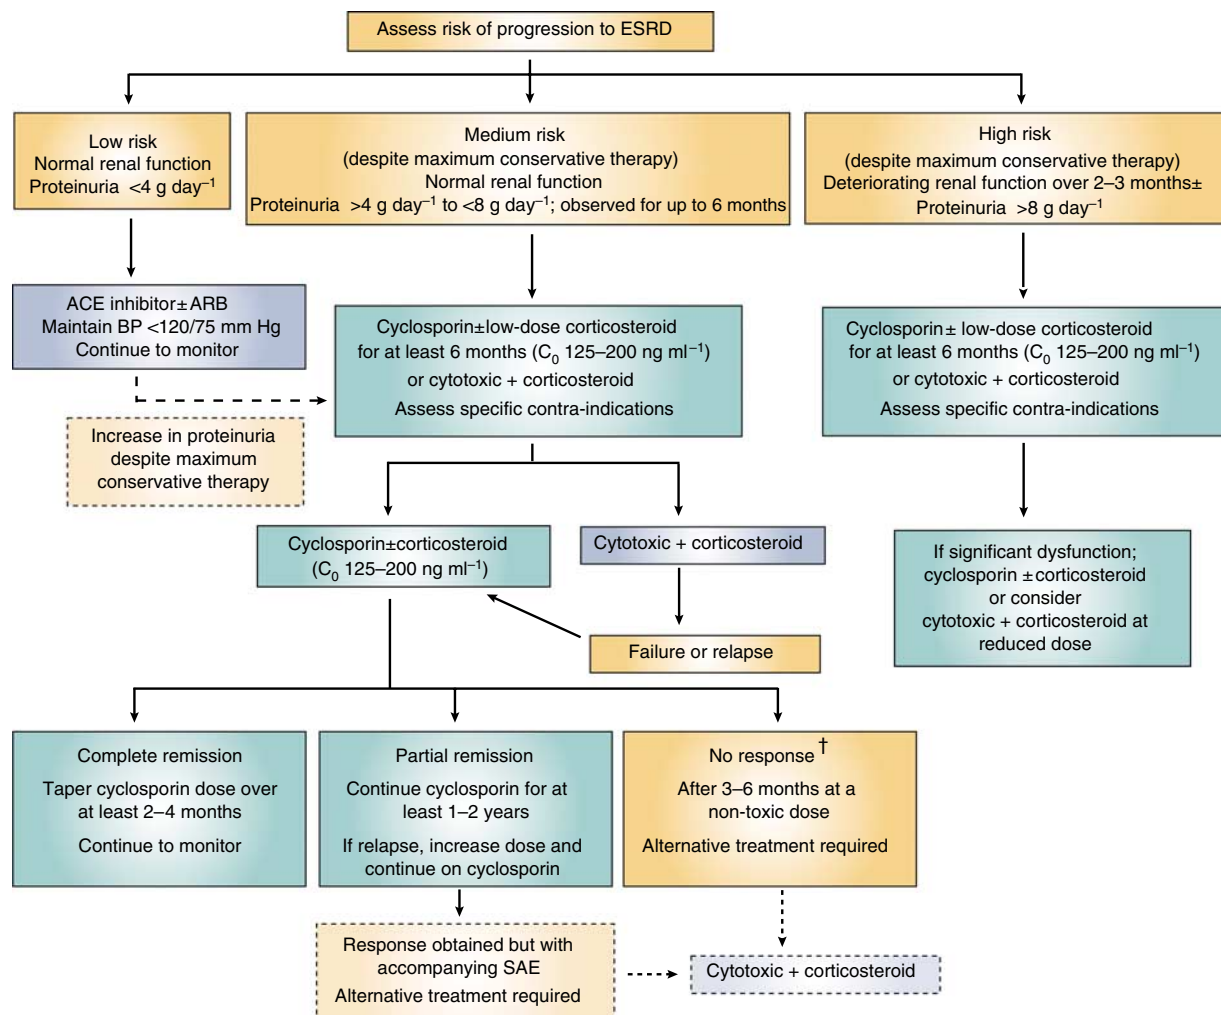 Assess risk of progression to ESRD
Low risk
Normal renal function
Proteinuria <4 g day⁻¹
Medium risk
(despite maximum conservative therapy)
Normal renal function
Proteinuria >4 g day⁻¹ to <8 g day⁻¹; observed for up to 6 months
High risk
(despite maximum conservative therapy)
Deteriorating renal function over 2–3 months±
Proteinuria >8 g day⁻¹
ACE inhibitor±ARB
Maintain BP <120/75 mm Hg
Continue to monitor
Cyclosporin±low-dose corticosteroid
for at least 6 months (C₀ 125–200 ng ml⁻¹)
or cytotoxic + corticosteroid
Assess specific contra-indications
Cyclosporin± low-dose corticosteroid
for at least 6 months (C₀ 125–200 ng ml⁻¹)
or cytotoxic + corticosteroid
Assess specific contra-indications
Increase in proteinuria
despite maximum
conservative therapy
Cyclosporin±corticosteroid
(C₀ 125–200 ng ml⁻¹)
Cytotoxic + corticosteroid
If significant dysfunction;
cyclosporin ±corticosteroid
or consider
cytotoxic + corticosteroid at
reduced dose
Failure or relapse
Complete remission
Taper cyclosporin dose over
at least 2–4 months
Continue to monitor
Partial remission
Continue cyclosporin for at
least 1–2 years
If relapse, increase dose and
continue on cyclosporin
No response†
After 3–6 months at a
non-toxic dose
Alternative treatment required
Response obtained but with
accompanying SAE
Alternative treatment required
Cytotoxic + corticosteroid